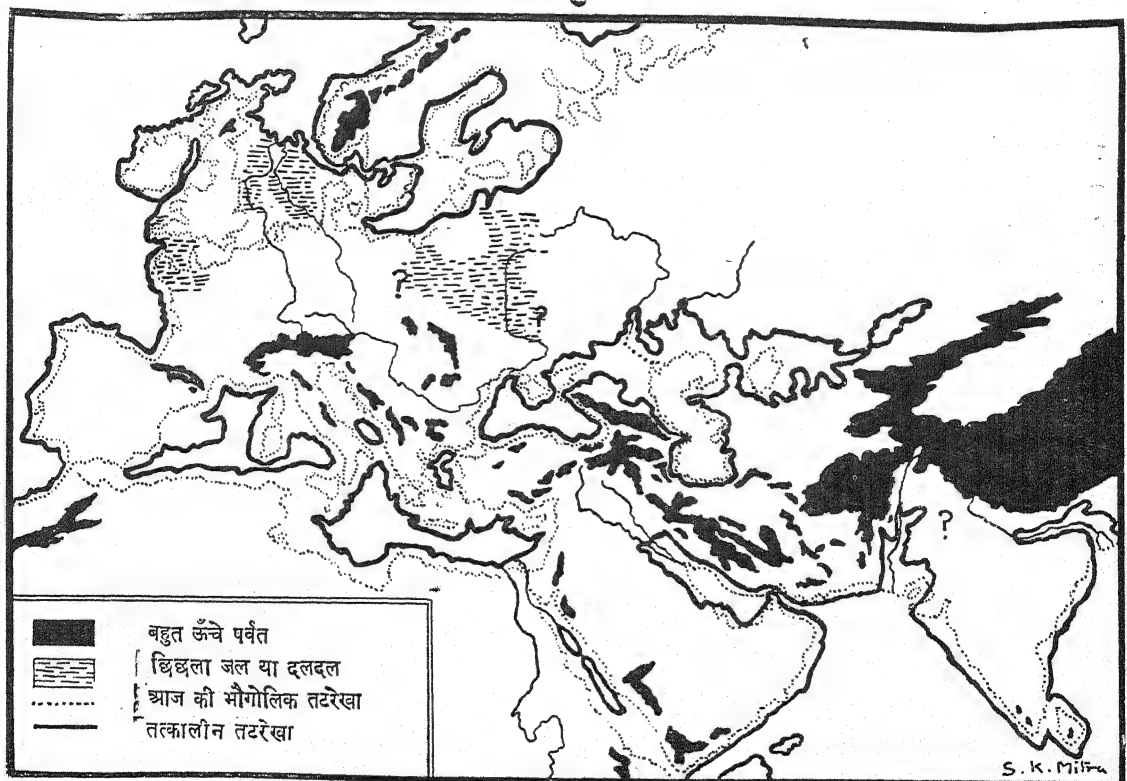 ?
?
?
बहुत ऊँचे पर्वत
छिछला जल या दलदल
आज की भौगोलिक तटरेखा
तत्कालीन तटरेखा
S.K.Mitra